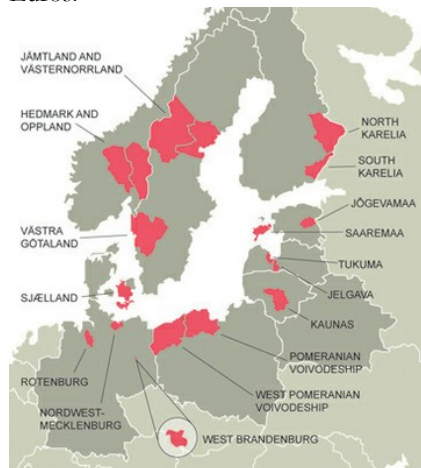 JÄMTLAND AND
VÄSTERNORRLAND
HEDMARK AND
OPPLAND
NORTH
KARELIA
SOUTH
KARELIA
JÕGEVAMAA
VÄSTRA
GÖTALAND
SAAREMAA
TUKUMA
SJÆLLAND
JELGAVA
KAUNAS
POMERANIAN
VOIVODESHIP
ROTENBURG
WEST POMERANIAN
VOIVODESHIP
NORDWEST-
MECKLENBURG
WEST BRANDENBURG